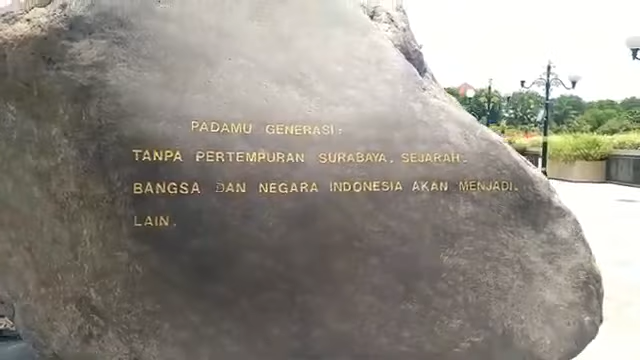 PADAMU GENERASI:
TANPA PERTEMPURAN SURABAYA, SEJARAH.
BANGSA DAN NEGARA INDONESIA AKAN MENJADI.
LAIN.